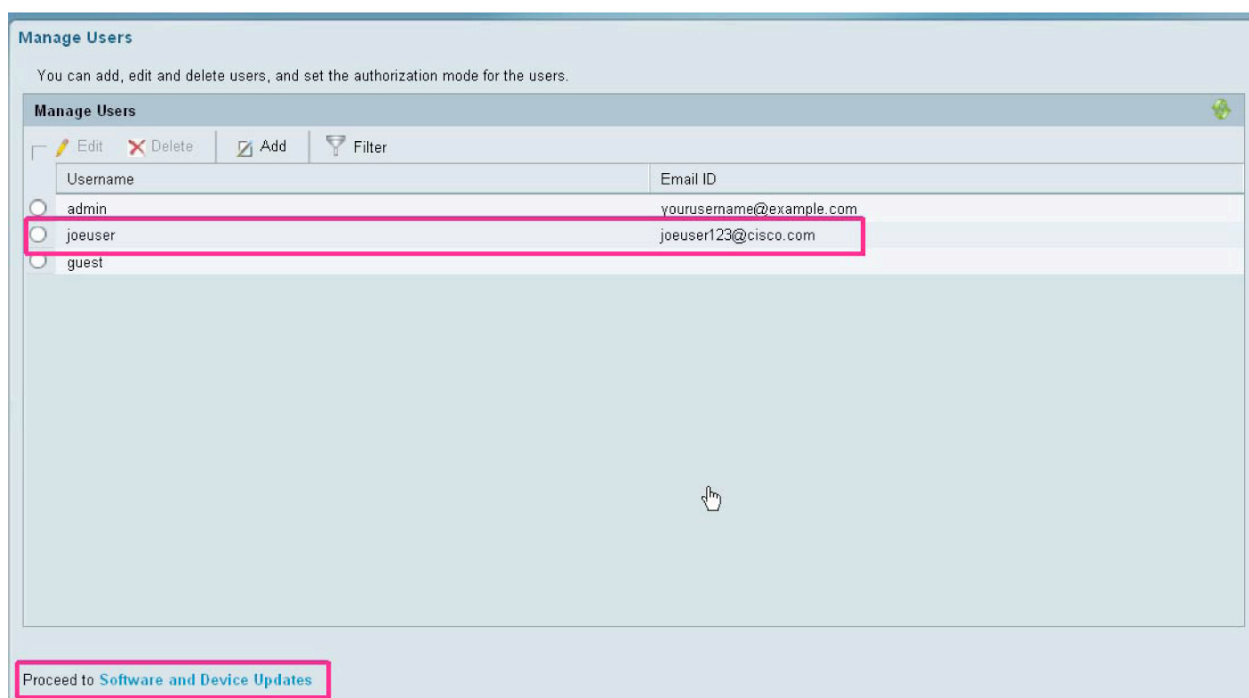 Manage Users
You can add, edit and delete users, and set the authorization mode for the users.
Manage Users
Edit Delete Add Filter
Username Email ID
admin yourusername@example.com
joeuser joeuser123@cisco.com
guest
Proceed to Software and Device Updates